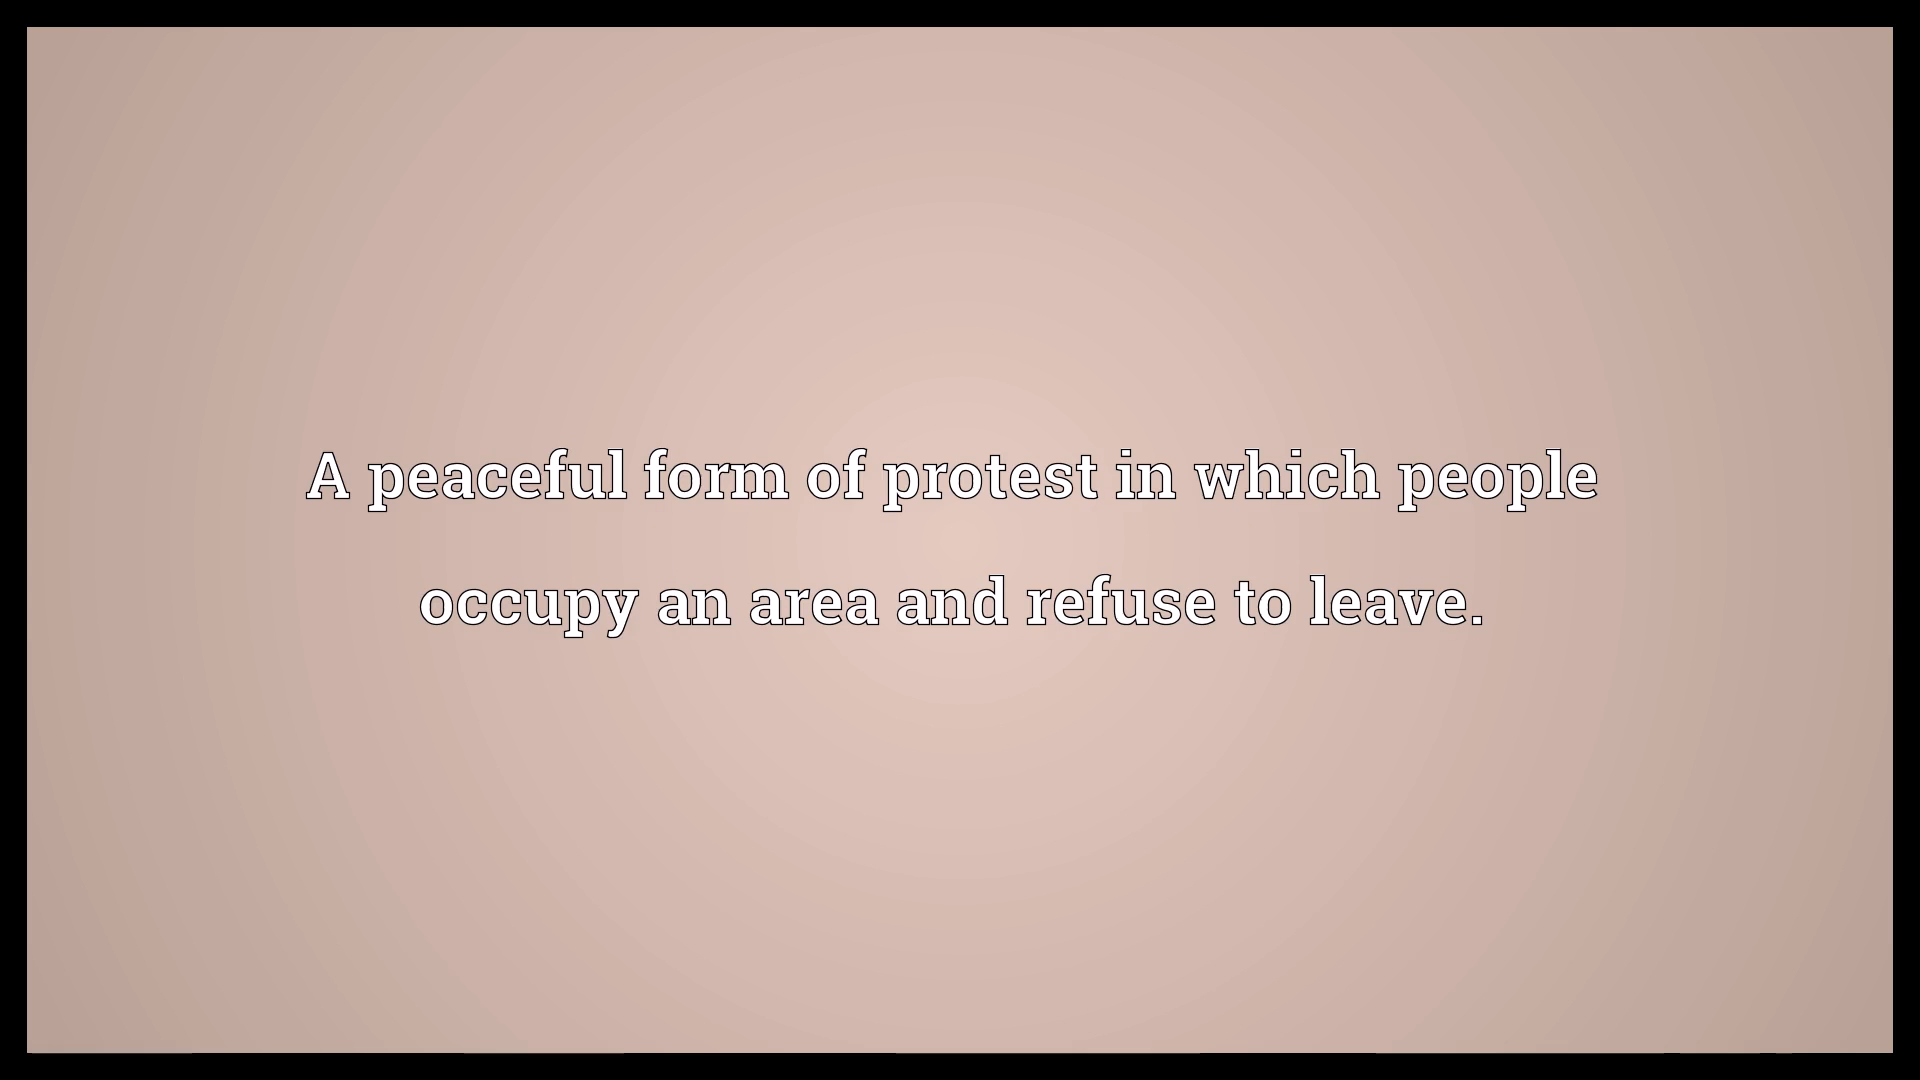 A peaceful form of protest in which people
occupy an area and refuse to leave.